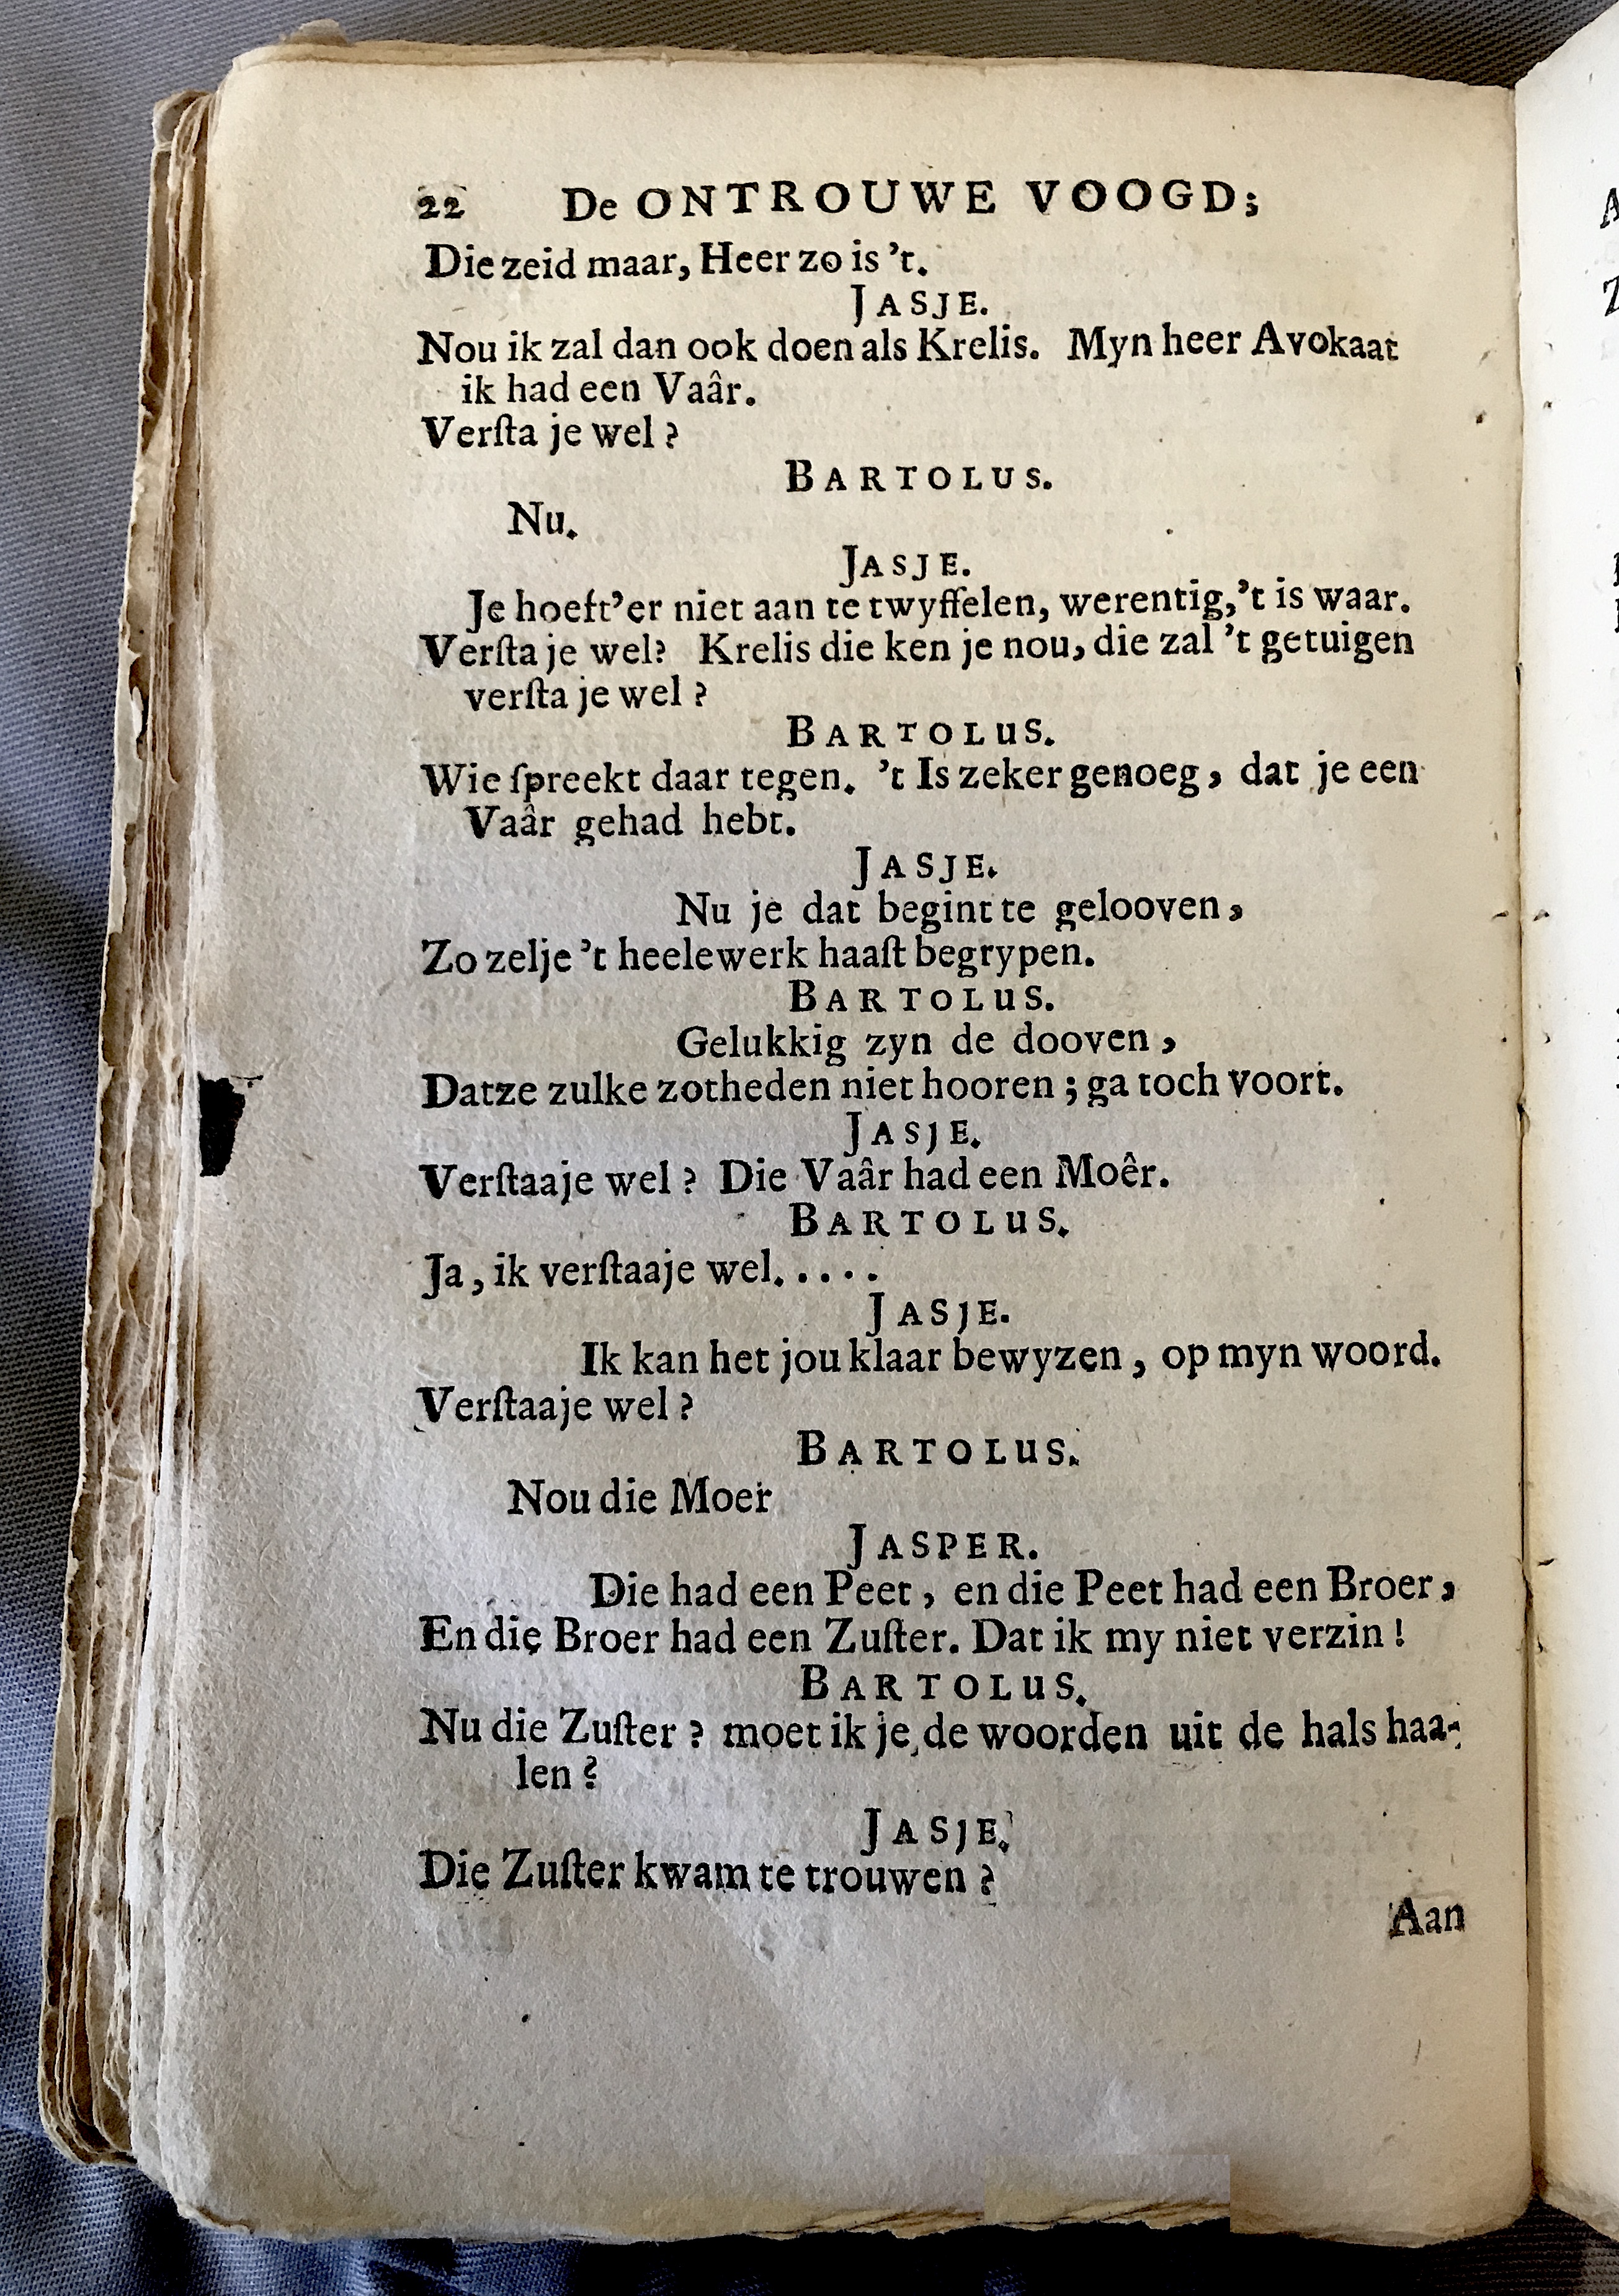 22 De ONTROUWE VOOGD;
Die zeid maar, Heer zo is 't.
JASJE.
Nou ik zal dan ook doen als Krelis. Myn heer Avokaat
ik had een Vaâr.
Verſta je wel?
BARTOLUS.
Nu.
JASJE.
Je hoeft'er niet aan te twyffelen, werentig,'t is waar.
Verſta je wel? Krelis die ken je nou, die zal 't getuigen
verſta je wel?
BARTOLUS.
Wie ſpreekt daar tegen. 't Is zeker genoeg, dat je een
Vaâr gehad hebt.
JASJE.
Nu je dat begint te gelooven,
Zo zelje 't heele werk haaſt begrypen.
BARTOLUS.
Gelukkig zyn de dooven,
Datze zulke zotheden niet hooren; ga toch voort.
JASJE.
Verſtaaje wel? Die Vaâr had een Moêr.
BARTOLUS.
Ja, ik verſtaaje wel.....
JASJE.
Ik kan het jou klaar bewyzen, op myn woord.
Verſtaaje wel?
BARTOLUS.
Nou die Moer
JASPER.
Die had een Peet, en die Peet had een Broer,
En die Broer had een Zuſter. Dat ik my niet verzin!
BARTOLUS.
Nu die Zuſter? moet ik je de woorden uit de hals haa-
len?
JASJE.
Die Zuſter kwam te trouwen?
Aan